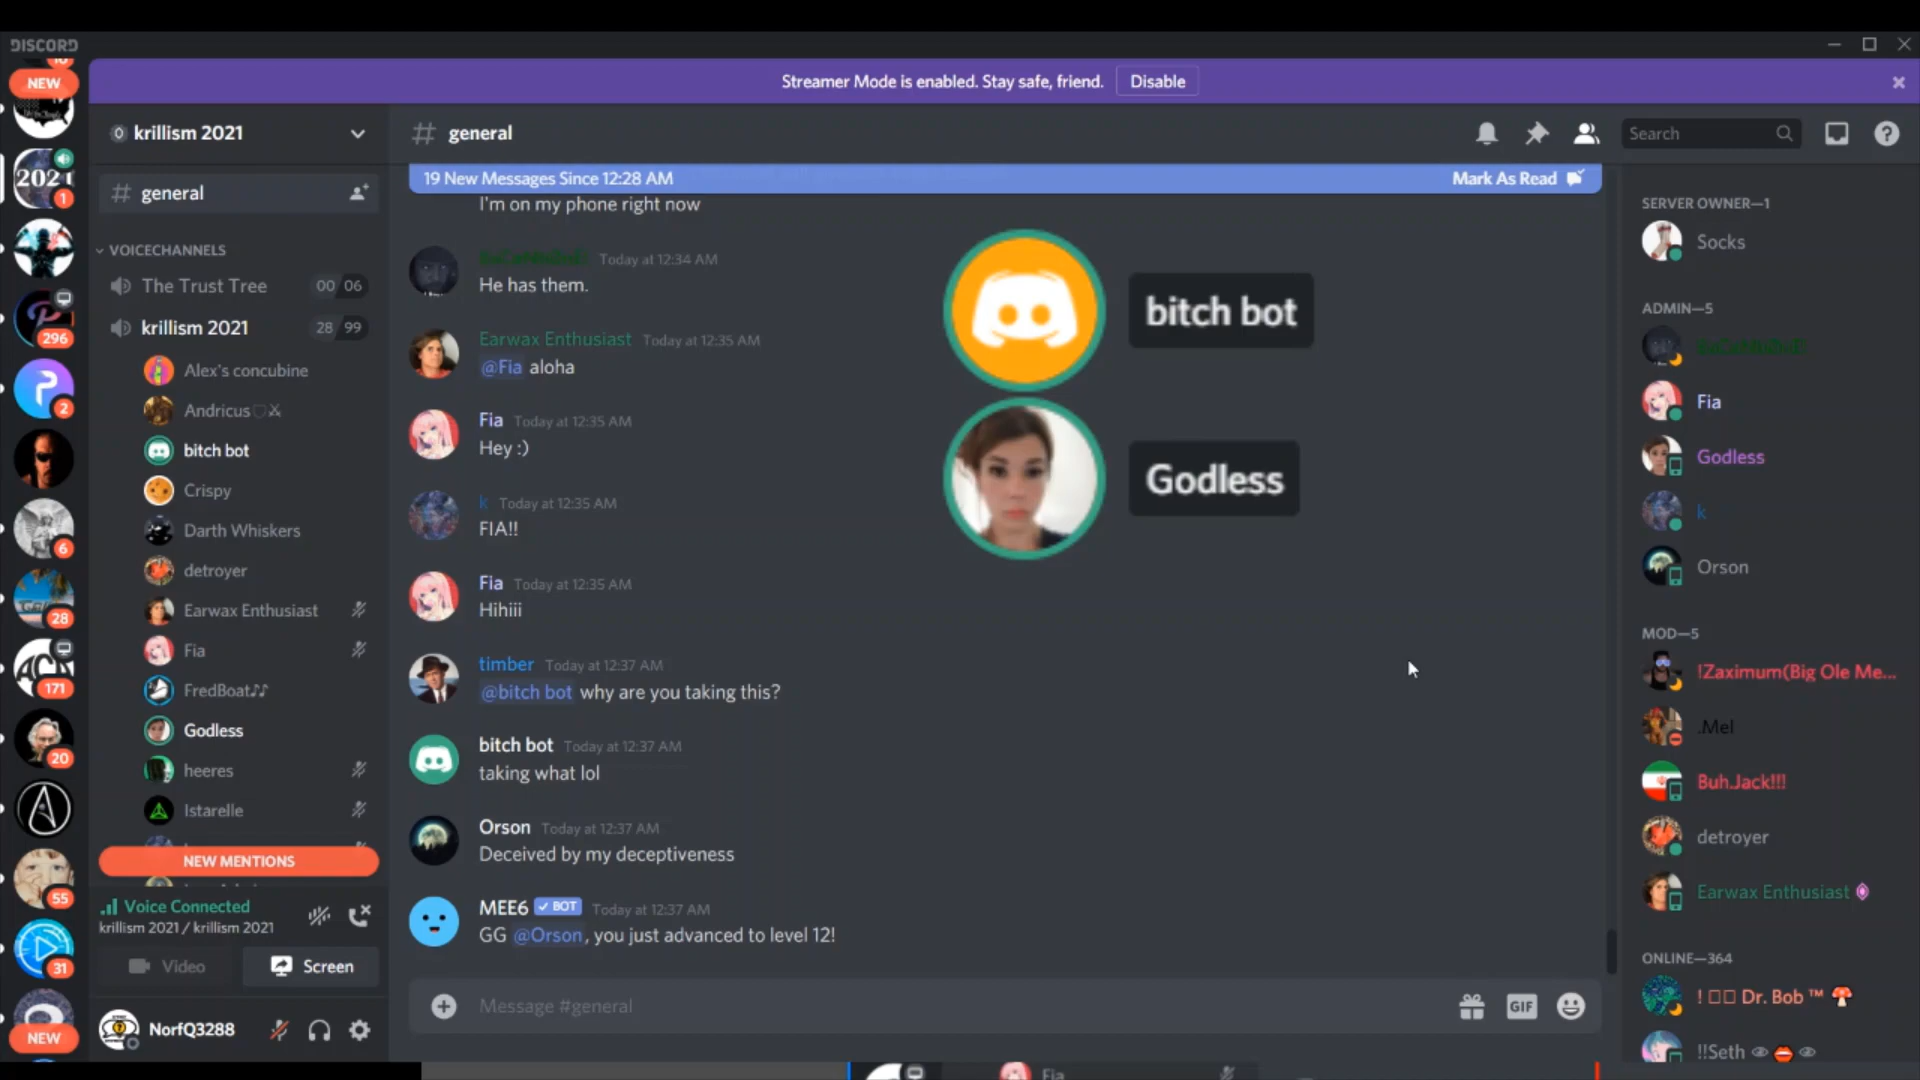 DISCORD
Streamer Mode is enabled. Stay safe, friend.
Disable
NEW
krillism 2021
general
Search
19 New Messages Since 12:28 AM
Mark As Read
general
VOICECHANNELS
The Trust Tree 00 06
krillism 2021 28 99
Alex's concubine
Andricus
bitch bot
Crispy
Darth Whiskers
detroyer
Earwax Enthusiast
Fia
FredBoat♪♪
Godless
heeres
Istarelle
NEW MENTIONS
Voice Connected
krillism 2021 / krillism 2021
Video
Screen
NorfQ3288
2021
1
296
2
6
28
171
20
55
31
NEW
I'm on my phone right now
Today at 12:34 AM
He has them.
Earwax Enthusiast Today at 12:35 AM
@Fia aloha
Fia Today at 12:35 AM
Hey :)
k Today at 12:35 AM
FIA!!
Fia Today at 12:35 AM
Hihiii
timber Today at 12:37 AM
@bitch bot why are you taking this?
bitch bot Today at 12:37 AM
taking what lol
Orson Today at 12:37 AM
Deceived by my deceptiveness
MEE6 BOT Today at 12:37 AM
GG @Orson, you just advanced to level 12!
Message #general
GIF
bitch bot
Godless
SERVER OWNER—1
Socks
ADMIN—5
Fia
Godless
k
Orson
MOD—5
!Zaximum(Big Ole Me...
.Mel
Buh.Jack!!!
detroyer
Earwax Enthusiast
ONLINE—364
! Dr. Bob ™
!!Seth
Fia